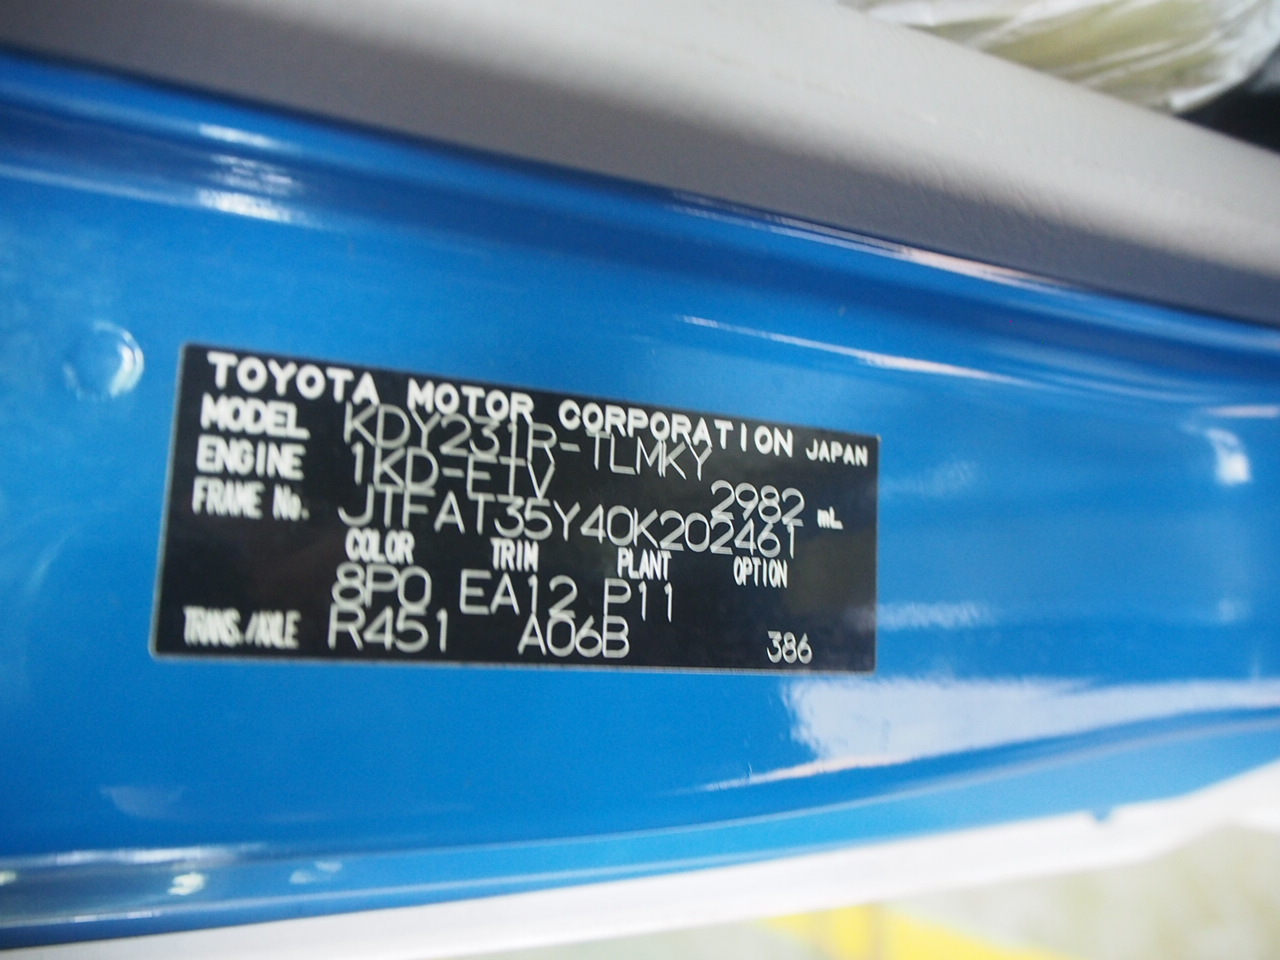 TOYOTA MOTOR CORPORATION JAPAN
MODEL KDY231R-TLMKY
ENGINE 1KD-FTV 2982 mL
FRAME No. JTFAT35Y40K202461
COLOR TRIM PLANT OPTION
8P0 EA12 P11
TRANS./AXLE R451 A06B 386